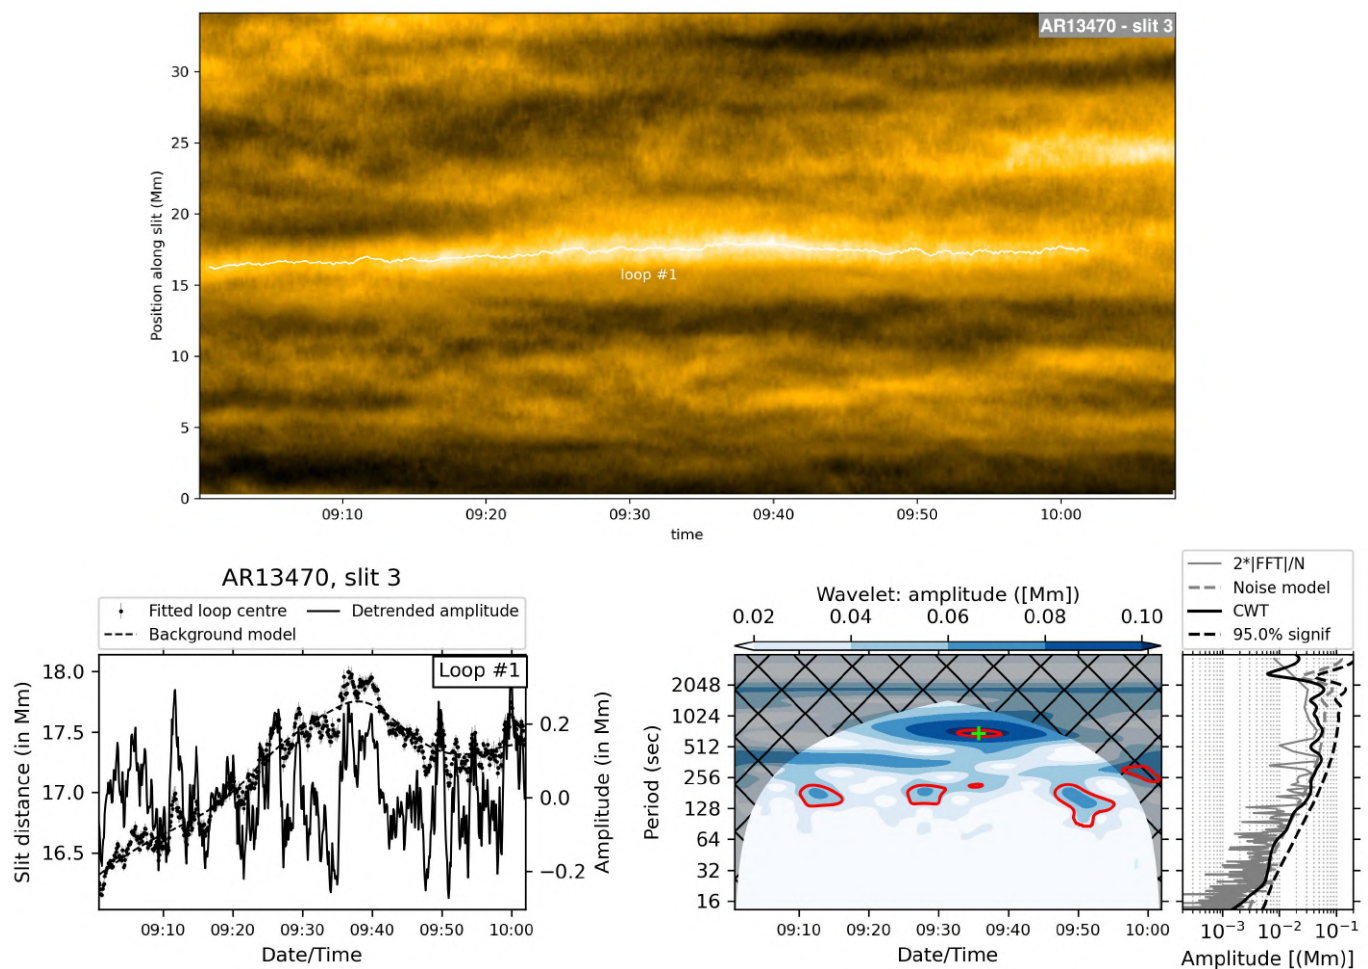 AR13470 - slit 3
Position along slit (Mm)
30
25
20
15
10
5
0
loop #1
09:10 09:20 09:30 09:40 09:50 10:00
time
AR13470, slit 3
Fitted loop centre Detrended amplitude
Background model
Loop #1
Slit distance (in Mm)
18.0
17.5
17.0
16.5
0.2
0.0
−0.2
Amplitude (in Mm)
09:10 09:20 09:30 09:40 09:50 10:00
Date/Time
Wavelet: amplitude ([Mm])
0.02 0.04 0.06 0.08 0.10
Period (sec)
2048
1024
512
256
128
64
32
16
09:10 09:20 09:30 09:40 09:50 10:00
Date/Time
2*|FFT|/N
Noise model
CWT
95.0% signif
10⁻³ 10⁻² 10⁻¹
Amplitude [(Mm)]